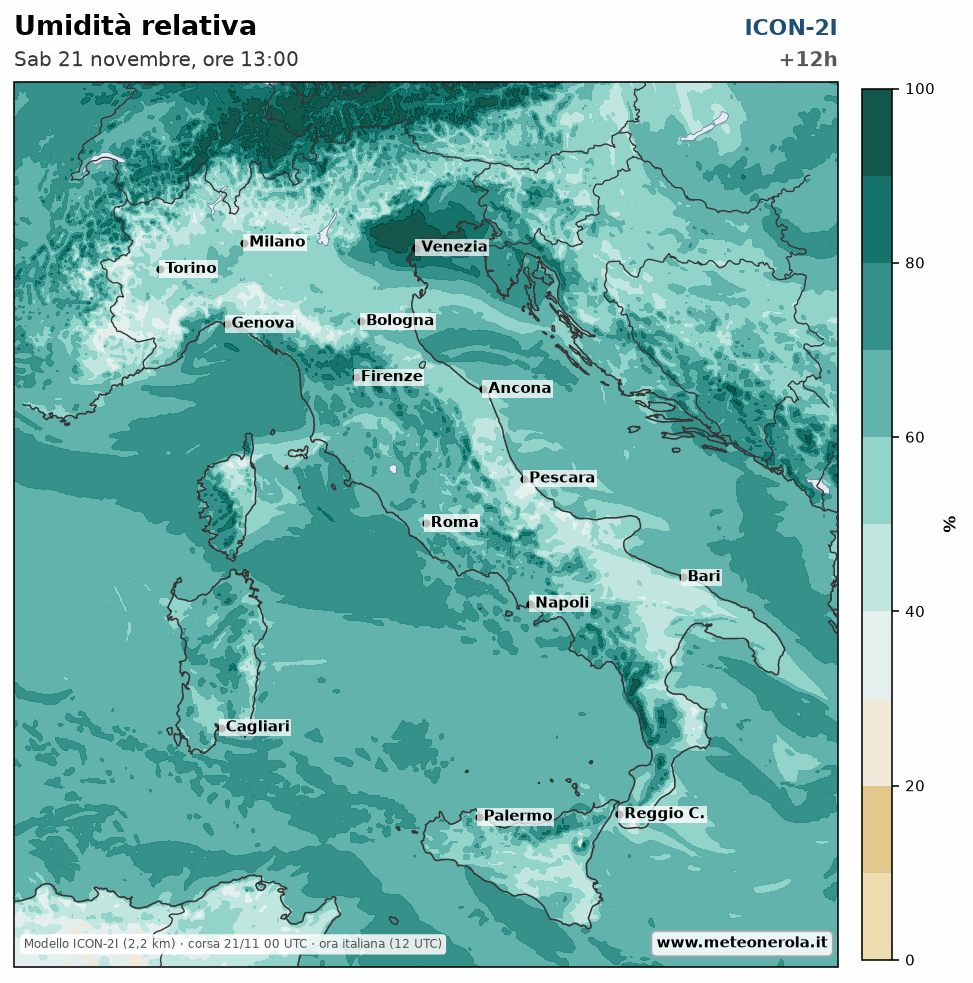 Umidità relativa
ICON-2I
Sab 21 novembre, ore 13:00
+12h
100
80
60
40
20
0
%
Milano
Venezia
Torino
Genova
Bologna
Firenze
Ancona
Pescara
Roma
Bari
Napoli
Cagliari
Palermo
Reggio C.
Modello ICON-2I (2,2 km) · corsa 21/11 00 UTC · ora italiana (12 UTC)
www.meteonerola.it